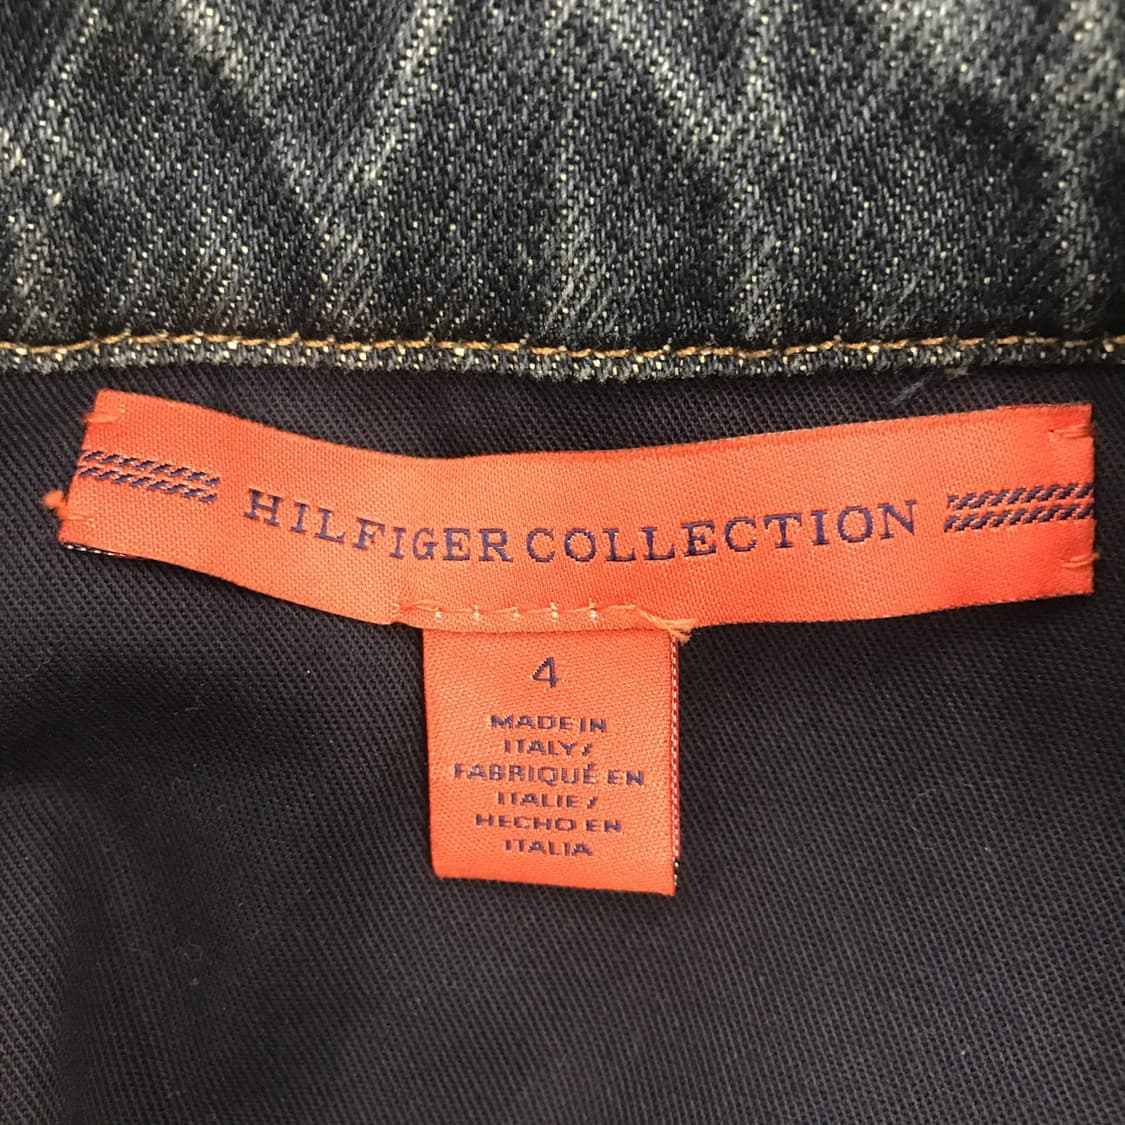 HILFIGER COLLECTION
4
MADE IN
ITALY/
FABRIQUÉ EN
ITALIE/
HECHO EN
ITALIA